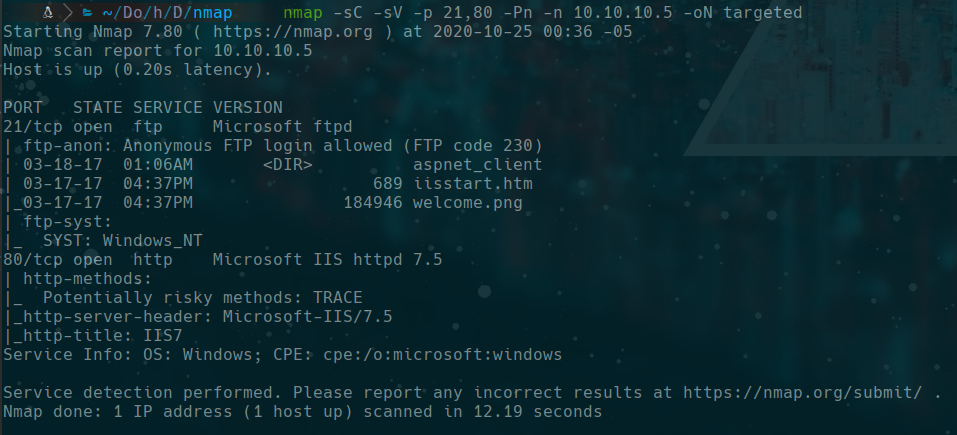 ~/Do/h/D/nmap nmap -sC -sV -p 21,80 -Pn -n 10.10.10.5 -oN targeted
Starting Nmap 7.80 ( https://nmap.org ) at 2020-10-25 00:36 -05
Nmap scan report for 10.10.10.5
Host is up (0.20s latency).

PORT   STATE SERVICE VERSION
21/tcp open  ftp     Microsoft ftpd
| ftp-anon: Anonymous FTP login allowed (FTP code 230)
| 03-18-17  01:06AM       <DIR>          aspnet_client
| 03-17-17  04:37PM                  689 iisstart.htm
|_03-17-17  04:37PM               184946 welcome.png
| ftp-syst:
|_  SYST: Windows_NT
80/tcp open  http    Microsoft IIS httpd 7.5
| http-methods:
|_  Potentially risky methods: TRACE
|_http-server-header: Microsoft-IIS/7.5
|_http-title: IIS7
Service Info: OS: Windows; CPE: cpe:/o:microsoft:windows

Service detection performed. Please report any incorrect results at https://nmap.org/submit/ .
Nmap done: 1 IP address (1 host up) scanned in 12.19 seconds